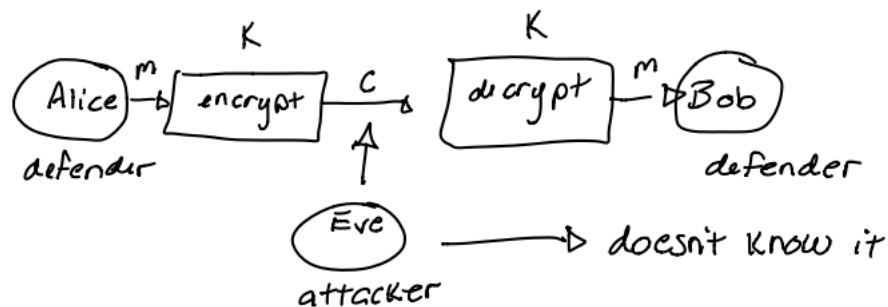 K K
m C m
Alice encrypt decrypt Bob
defender defender
Eve doesn't know it
attacker